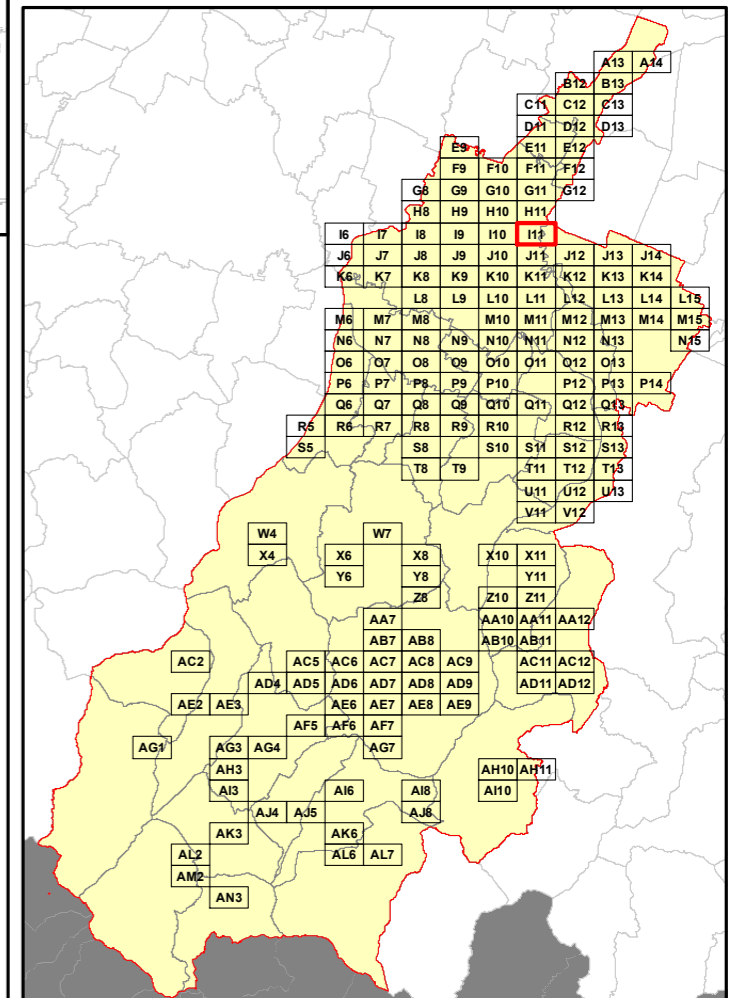 A13 A14
B12 B13
C11 C12 C13
D11 D12 D13
E9 E11 E12
F9 F10 F11 F12
G8 G9 G10 G11 G12
H8 H9 H10 H11
I6 I7 I8 I9 I10 I11
J6 J7 J8 J9 J10 J11 J12 J13 J14
K6 K7 K8 K9 K10 K11 K12 K13 K14
L8 L9 L10 L11 L12 L13 L14 L15
M6 M7 M8 M10 M11 M12 M13 M14 M15
N6 N7 N8 N9 N10 N11 N12 N13 N15
O6 O7 O8 O9 O10 O11 O12 O13
P6 P7 P8 P9 P10 P12 P13 P14
Q6 Q7 Q8 Q9 Q10 Q11 Q12 Q13
R5 R6 R7 R8 R9 R10 R12 R13
S5 S8 S10 S11 S12 S13
T8 T9 T11 T12 T13
U11 U12 U13
V11 V12
W4 W7
X4 X6 X8 X10 X11
Y6 Y8 Y11
Z8 Z10 Z11
AA7 AA10 AA11 AA12
AB7 AB8 AB10 AB11
AC2 AC5 AC6 AC7 AC8 AC9 AC11 AC12
AD4 AD5 AD6 AD7 AD8 AD9 AD11 AD12
AE2 AE3 AE6 AE7 AE8 AE9
AF5 AF6 AF7
AG1 AG3 AG4 AG7
AH3 AH10 AH11
AI3 AI6 AI8 AI10
AJ4 AJ5 AJ8
AK3 AK6
AL2 AL6 AL7
AM2
AN3